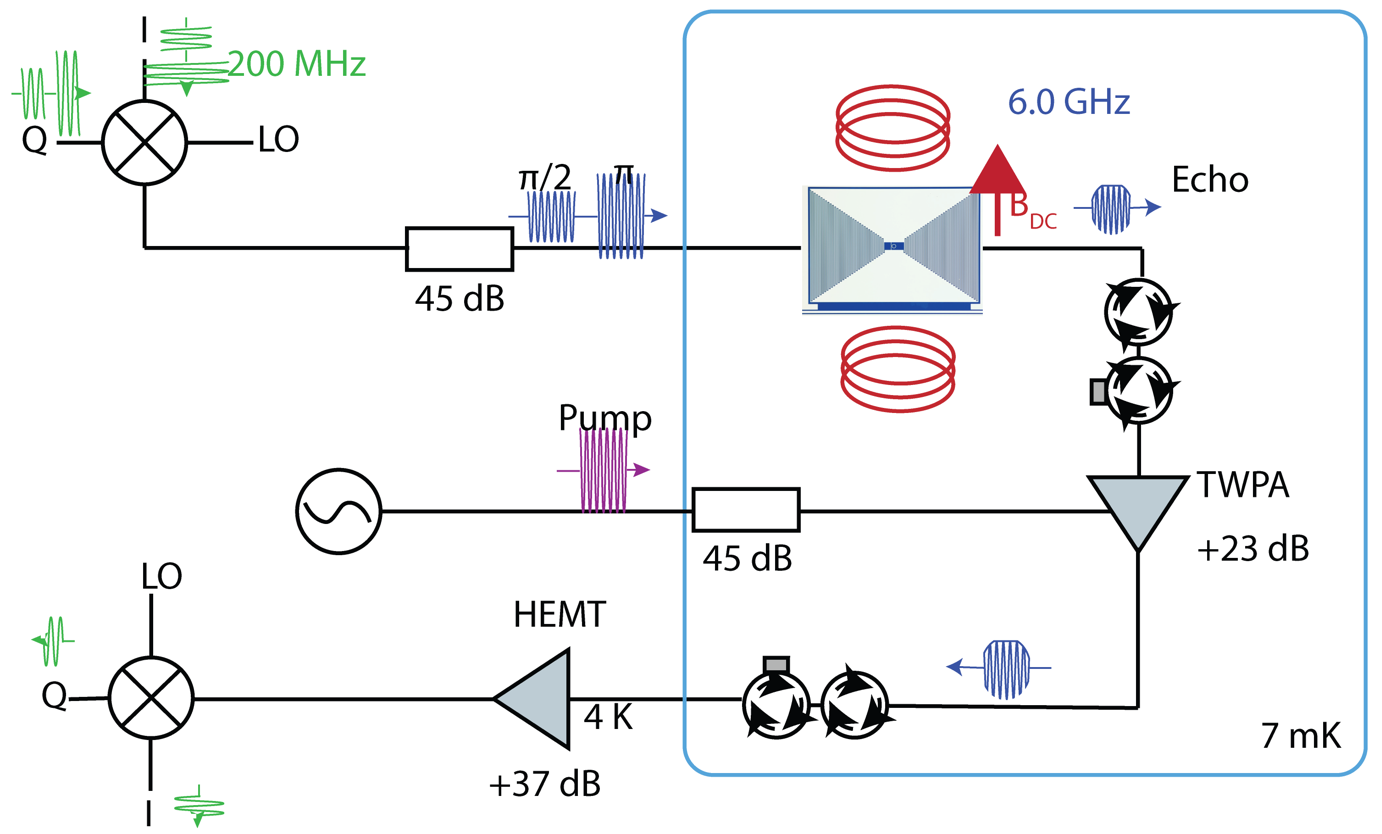 I
200 MHz
6.0 GHz
Q
LO
π/2
π
Echo
B DC
45 dB
Pump
TWPA
+23 dB
45 dB
LO
HEMT
Q
4 K
7 mK
+37 dB
I